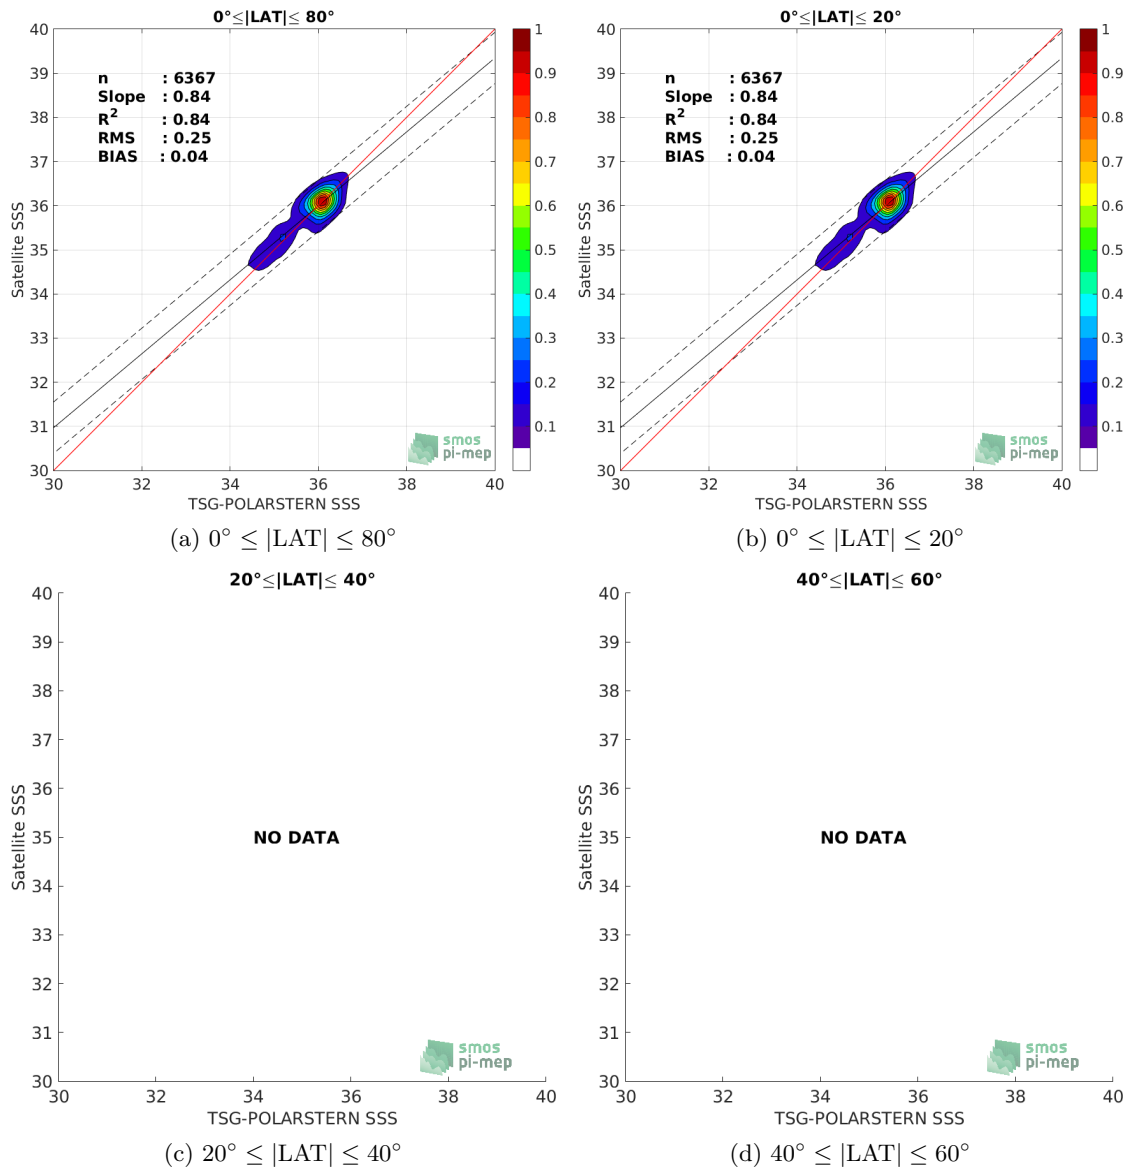 0°≤|LAT|≤ 80°
40
39
38
37
36
35
34
33
32
31
30
Satellite SSS
n : 6367
Slope : 0.84
R2 : 0.84
RMS : 0.25
BIAS : 0.04
smos
pi-mep
30 32 34 36 38 40
TSG-POLARSTERN SSS
1
0.9
0.8
0.7
0.6
0.5
0.4
0.3
0.2
0.1
(a) 0° ≤ |LAT| ≤ 80°
0°≤|LAT|≤ 20°
40
39
38
37
36
35
34
33
32
31
30
Satellite SSS
n : 6367
Slope : 0.84
R2 : 0.84
RMS : 0.25
BIAS : 0.04
smos
pi-mep
30 32 34 36 38 40
TSG-POLARSTERN SSS
1
0.9
0.8
0.7
0.6
0.5
0.4
0.3
0.2
0.1
(b) 0° ≤ |LAT| ≤ 20°
20°≤|LAT|≤ 40°
40
39
38
37
36
35
34
33
32
31
30
Satellite SSS
NO DATA
smos
pi-mep
30 32 34 36 38 40
TSG-POLARSTERN SSS
(c) 20° ≤ |LAT| ≤ 40°
40°≤|LAT|≤ 60°
40
39
38
37
36
35
34
33
32
31
30
Satellite SSS
NO DATA
smos
pi-mep
30 32 34 36 38 40
TSG-POLARSTERN SSS
(d) 40° ≤ |LAT| ≤ 60°